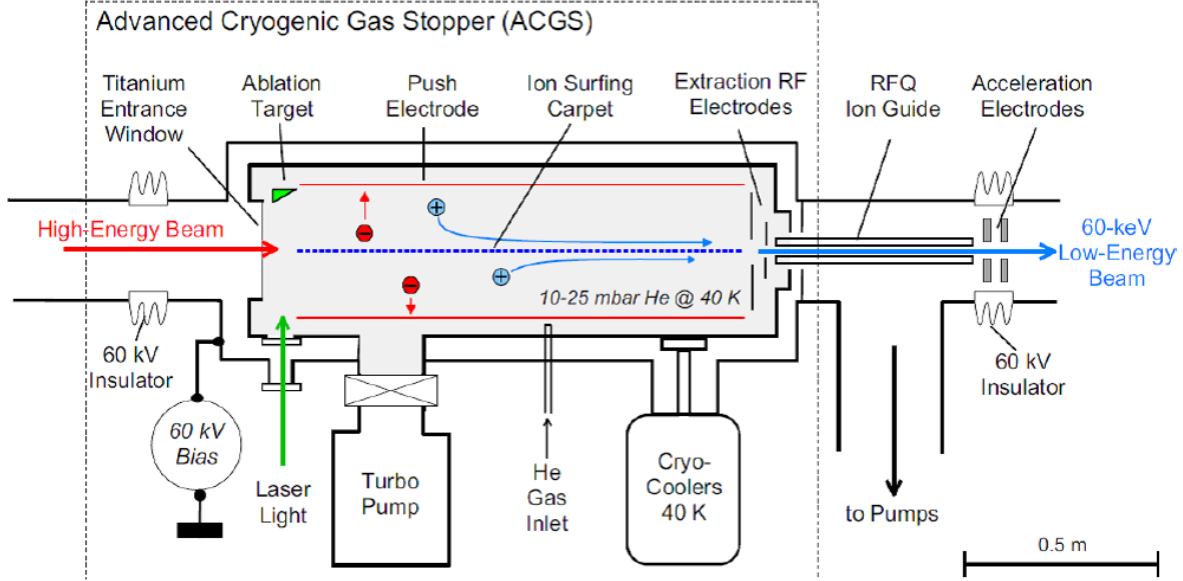 Advanced Cryogenic Gas Stopper (ACGS)
Titanium
Entrance
Window
Ablation
Target
Push
Electrode
Ion Surfing
Carpet
Extraction RF
Electrodes
RFQ
Ion Guide
Acceleration
Electrodes
High-Energy Beam
60-keV
Low-Energy
Beam
10-25 mbar He @ 40 K
60 kV
Insulator
60 kV
Bias
Laser
Light
Turbo
Pump
He
Gas
Inlet
Cryo-
Coolers
40 K
to Pumps
60 kV
Insulator
0.5 m